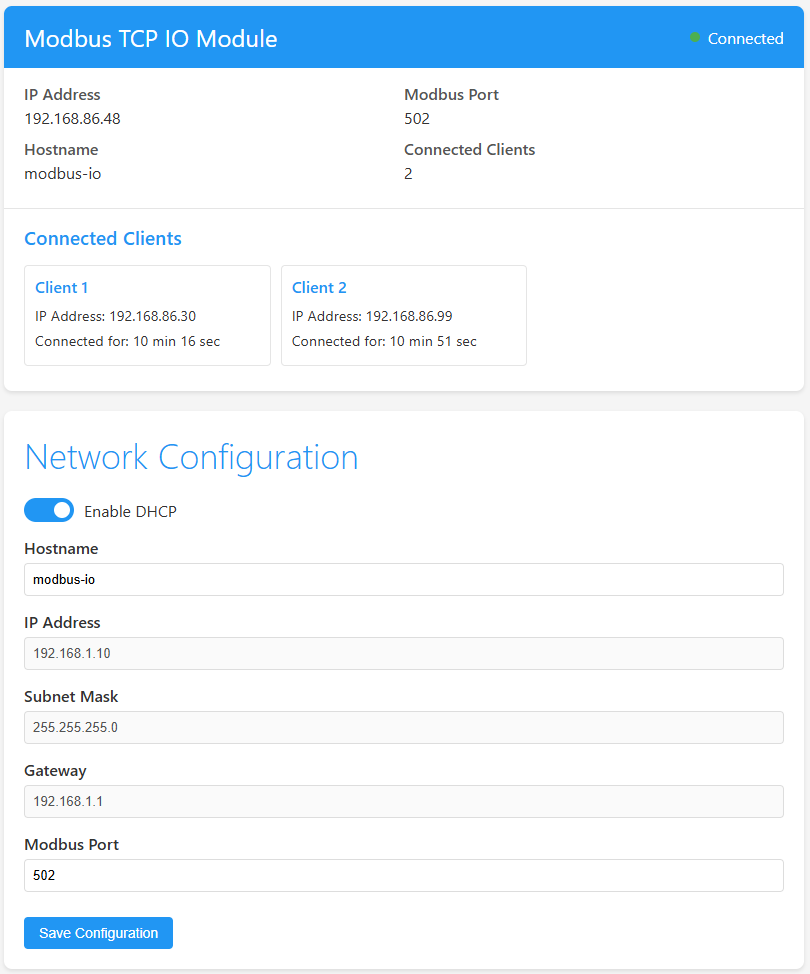 Modbus TCP IO Module
Connected
IP Address
192.168.86.48
Modbus Port
502
Hostname
modbus-io
Connected Clients
2
Connected Clients
Client 1
IP Address: 192.168.86.30
Connected for: 10 min 16 sec
Client 2
IP Address: 192.168.86.99
Connected for: 10 min 51 sec
Network Configuration
Enable DHCP
Hostname
modbus-io
IP Address
192.168.1.10
Subnet Mask
255.255.255.0
Gateway
192.168.1.1
Modbus Port
502
Save Configuration